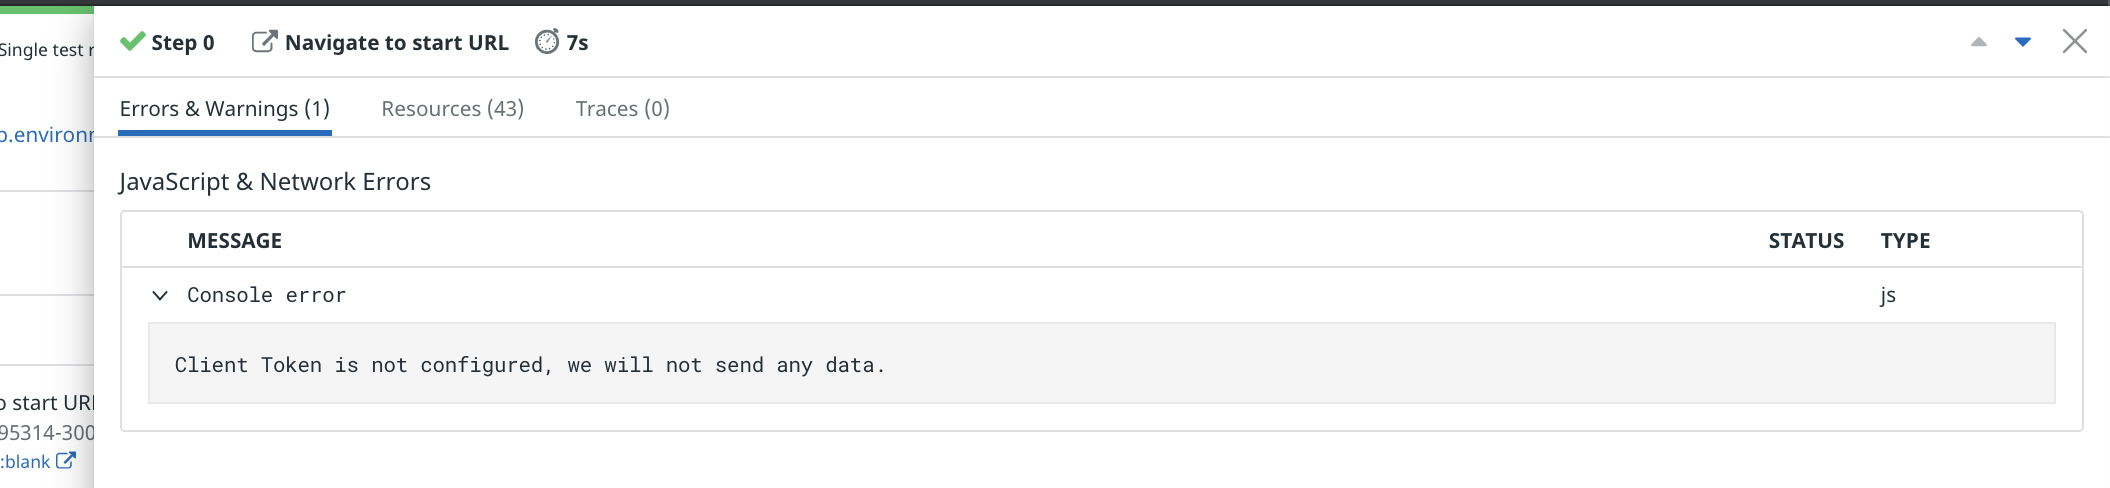 Step 0 Navigate to start URL 7s
Single test
Errors & Warnings (1) Resources (43) Traces (0)
JavaScript & Network Errors
MESSAGE STATUS TYPE
Console error js
Client Token is not configured, we will not send any data.
to start URL
95314-300
:blank